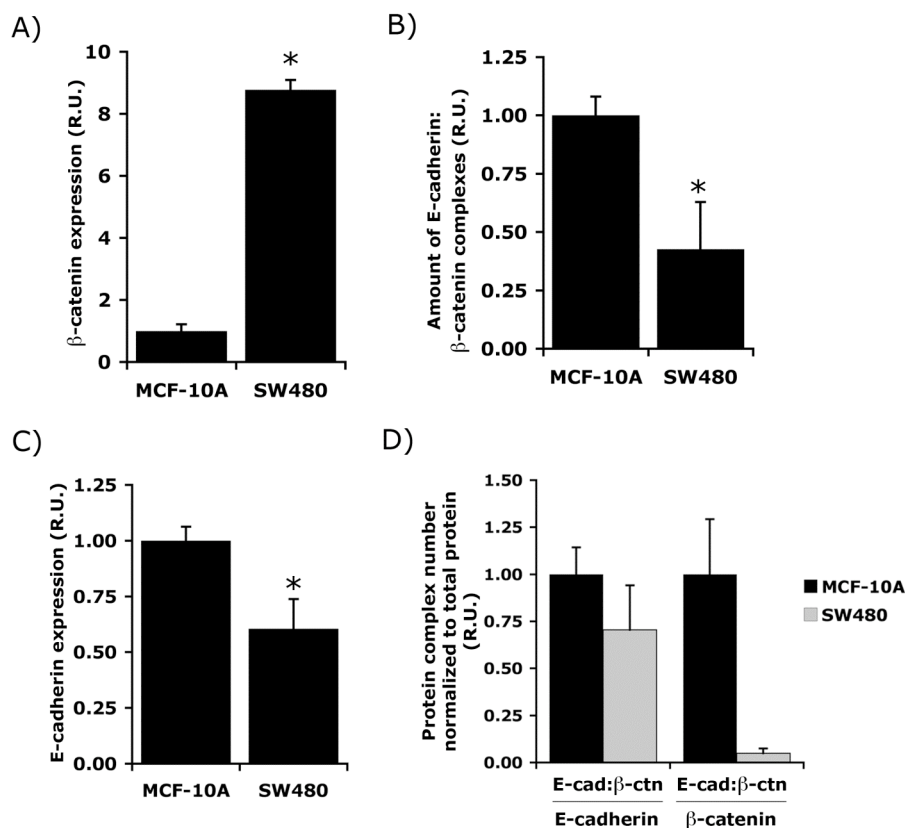 A)
β-catenin expression (R.U.)
10
8
6
4
2
0
*
MCF-10A
SW480
B)
Amount of E-cadherin:
β-catenin complexes (R.U.)
1.25
1.00
0.75
0.50
0.25
0.00
*
MCF-10A
SW480
C)
E-cadherin expression (R.U.)
1.25
1.00
0.75
0.50
0.25
0.00
*
MCF-10A
SW480
D)
Protein complex number
normalized to total protein
(R.U.)
1.50
1.25
1.00
0.75
0.50
0.25
0.00
E-cad:β-ctn
E-cadherin
E-cad:β-ctn
β-catenin
MCF-10A
SW480